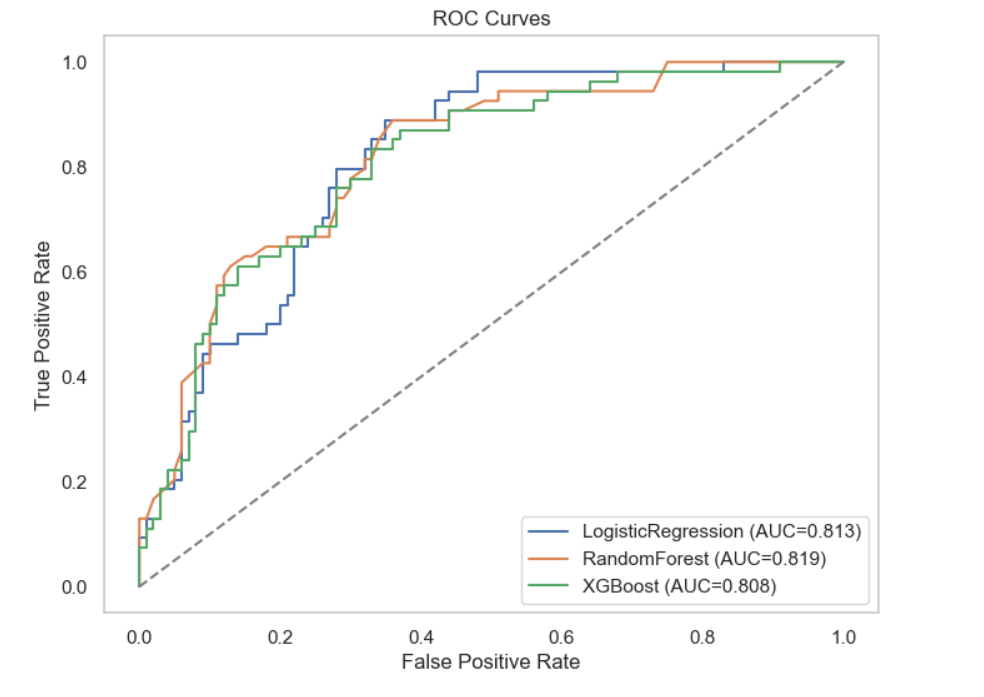 ROC Curves
True Positive Rate
1.0
0.8
0.6
0.4
0.2
0.0
LogisticRegression (AUC=0.813)
RandomForest (AUC=0.819)
XGBoost (AUC=0.808)
0.0 0.2 0.4 0.6 0.8 1.0
False Positive Rate